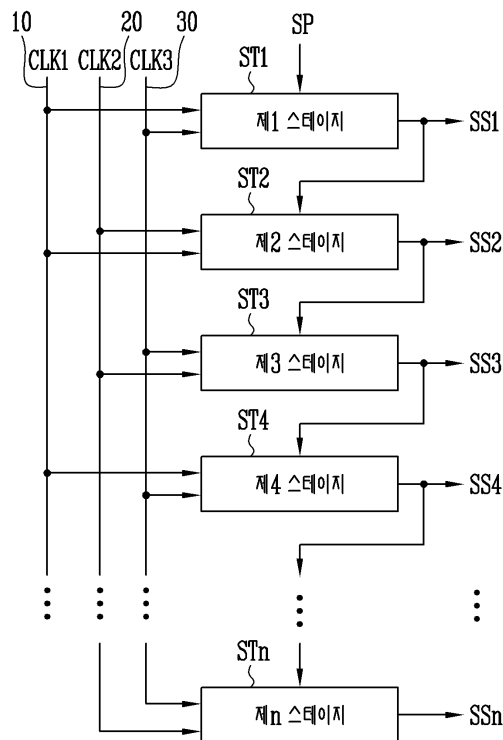 10 20 30
CLK1 CLK2 CLK3 SP
ST1
제1 스테이지 SS1
ST2
제2 스테이지 SS2
ST3
제3 스테이지 SS3
ST4
제4 스테이지 SS4
STn
제n 스테이지 SSn